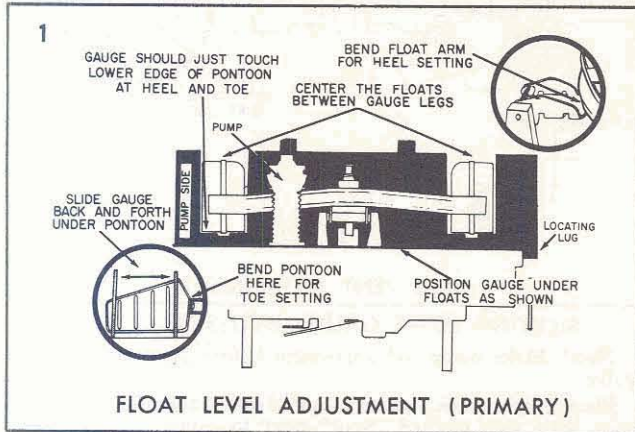 1
GAUGE SHOULD JUST TOUCH
LOWER EDGE OF PONTOON
AT HEEL AND TOE
BEND FLOAT ARM
FOR HEEL SETTING
CENTER THE FLOATS
BETWEEN GAUGE LEGS
PUMP
PUMP SIDE
SLIDE GAUGE
BACK AND FORTH
UNDER PONTOON
LOCATING
LUG
BEND PONTOON
HERE FOR
TOE SETTING
POSITION GAUGE UNDER
FLOATS AS SHOWN
FLOAT LEVEL ADJUSTMENT (PRIMARY)